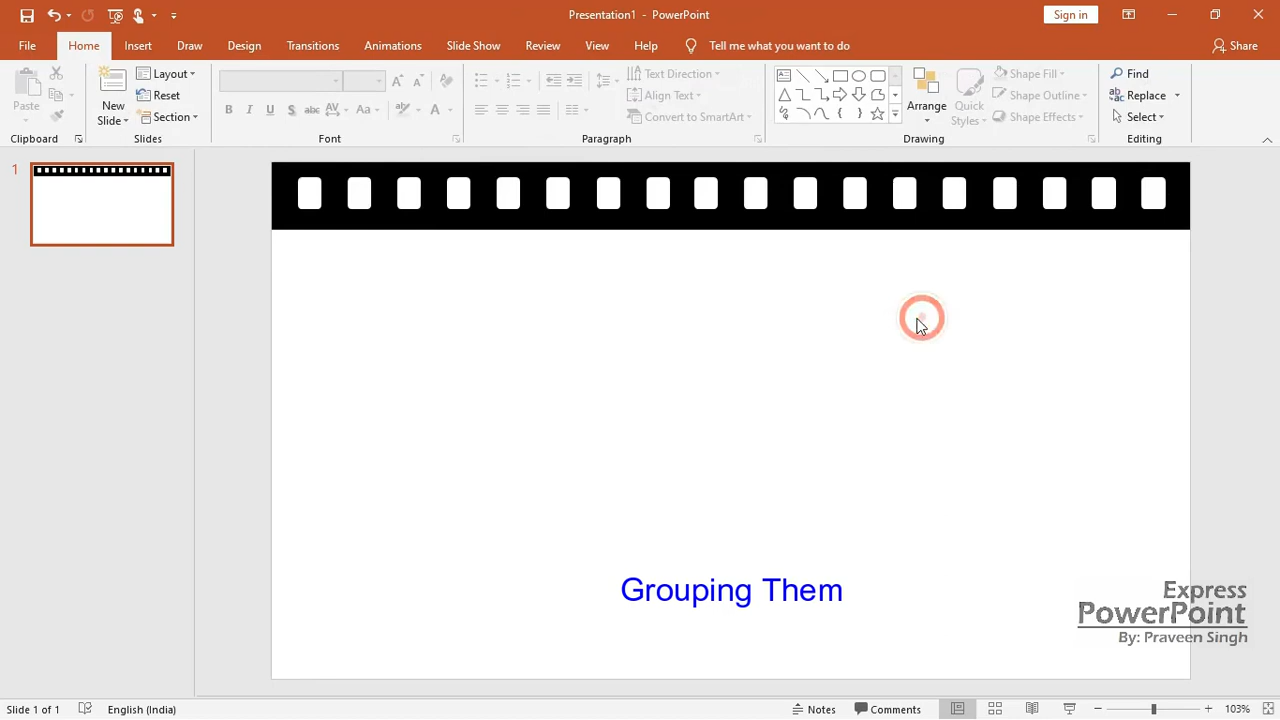 Presentation1 - PowerPoint
Sign in
File Home Insert Draw Design Transitions Animations Slide Show Review View Help Tell me what you want to do Share
Paste
Clipboard
New
Slide
Layout
Reset
Section
Slides
B I U S abc AV Aa A
Font
Text Direction
Align Text
Convert to SmartArt
Paragraph
Arrange
Quick
Styles
Shape Fill
Shape Outline
Shape Effects
Drawing
Find
Replace
Select
Editing
1
Grouping Them
Express
PowerPoint
By: Praveen Singh
Slide 1 of 1 English (India) Notes Comments 103%